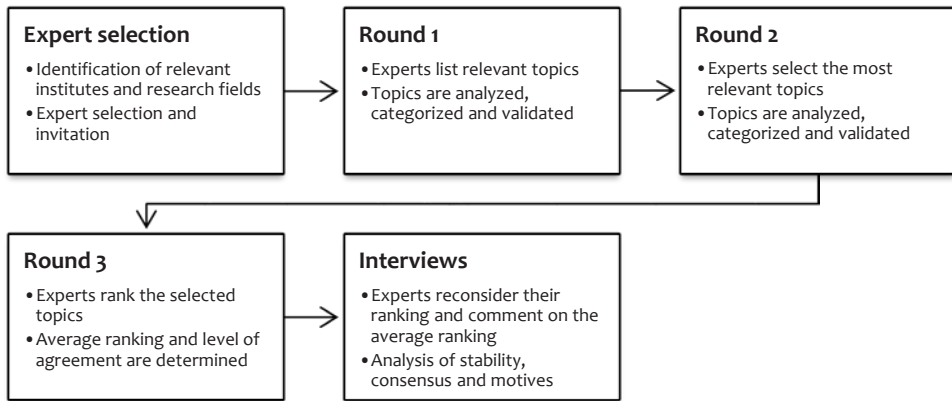 Expert selection
• Identification of relevant
institutes and research fields
• Expert selection and
invitation
Round 1
• Experts list relevant topics
• Topics are analyzed,
categorized and validated
Round 2
• Experts select the most
relevant topics
• Topics are analyzed,
categorized and validated
Round 3
• Experts rank the selected
topics
• Average ranking and level of
agreement are determined
Interviews
• Experts reconsider their
ranking and comment on the
average ranking
• Analysis of stability,
consensus and motives